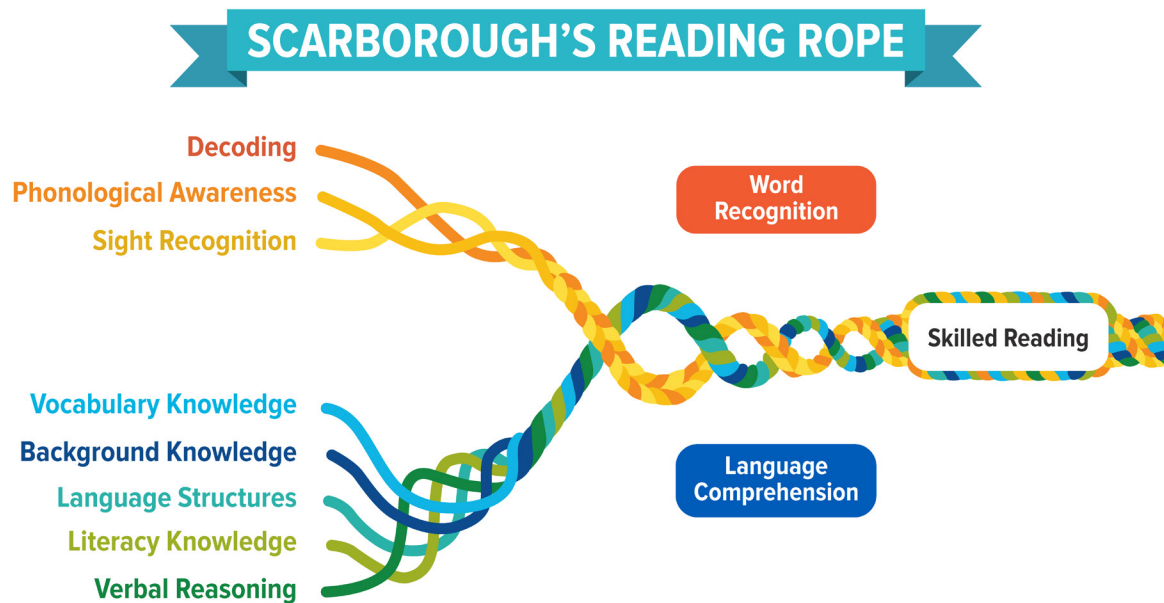 SCARBOROUGH'S READING ROPE
Decoding
Phonological Awareness
Sight Recognition
Word
Recognition
Skilled Reading
Vocabulary Knowledge
Background Knowledge
Language Structures
Literacy Knowledge
Verbal Reasoning
Language
Comprehension